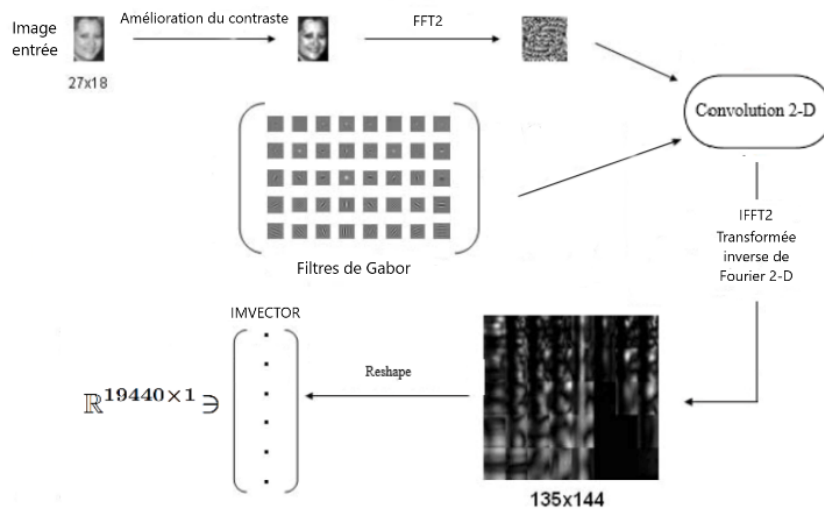 Image
entrée
Amélioration du contraste
FFT2
27x18
Convolution 2-D
Filtres de Gabor
IFFT2
Transformée
inverse de
Fourier 2-D
IMVECTOR
Reshape
ℝ^19440×1 ∋
135x144